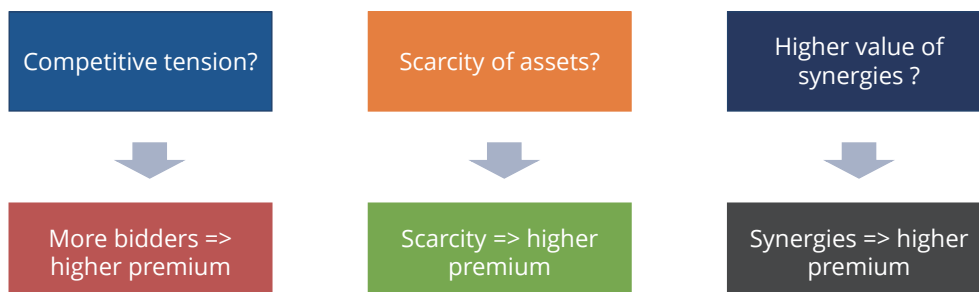 Competitive tension?
Scarcity of assets?
Higher value of
synergies ?
More bidders =>
higher premium
Scarcity => higher
premium
Synergies => higher
premium